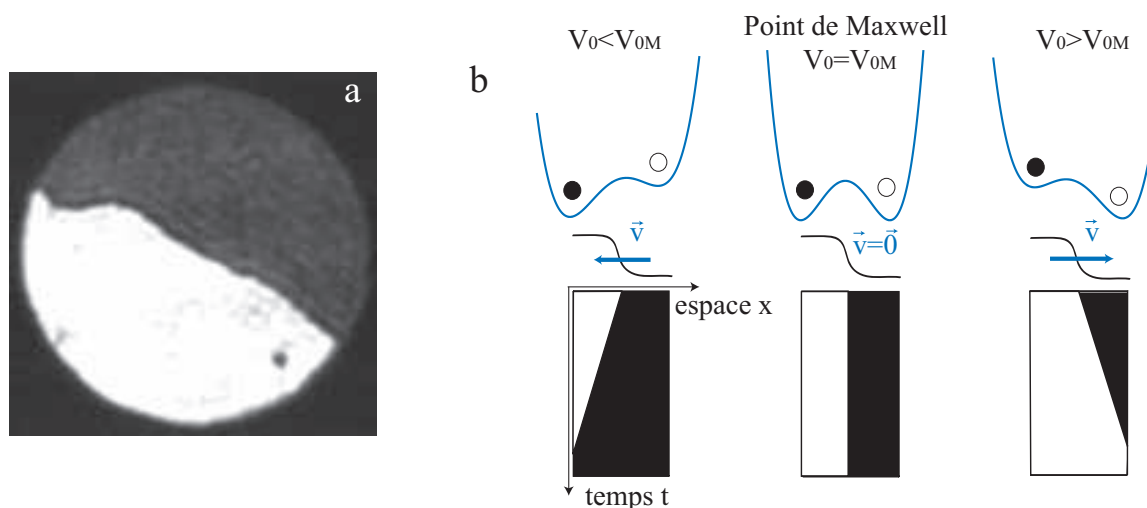 a
b
V0<V0M
Point de Maxwell
V0=V0M
V0>V0M
v⃗
v⃗=0⃗
v⃗
espace x
temps t